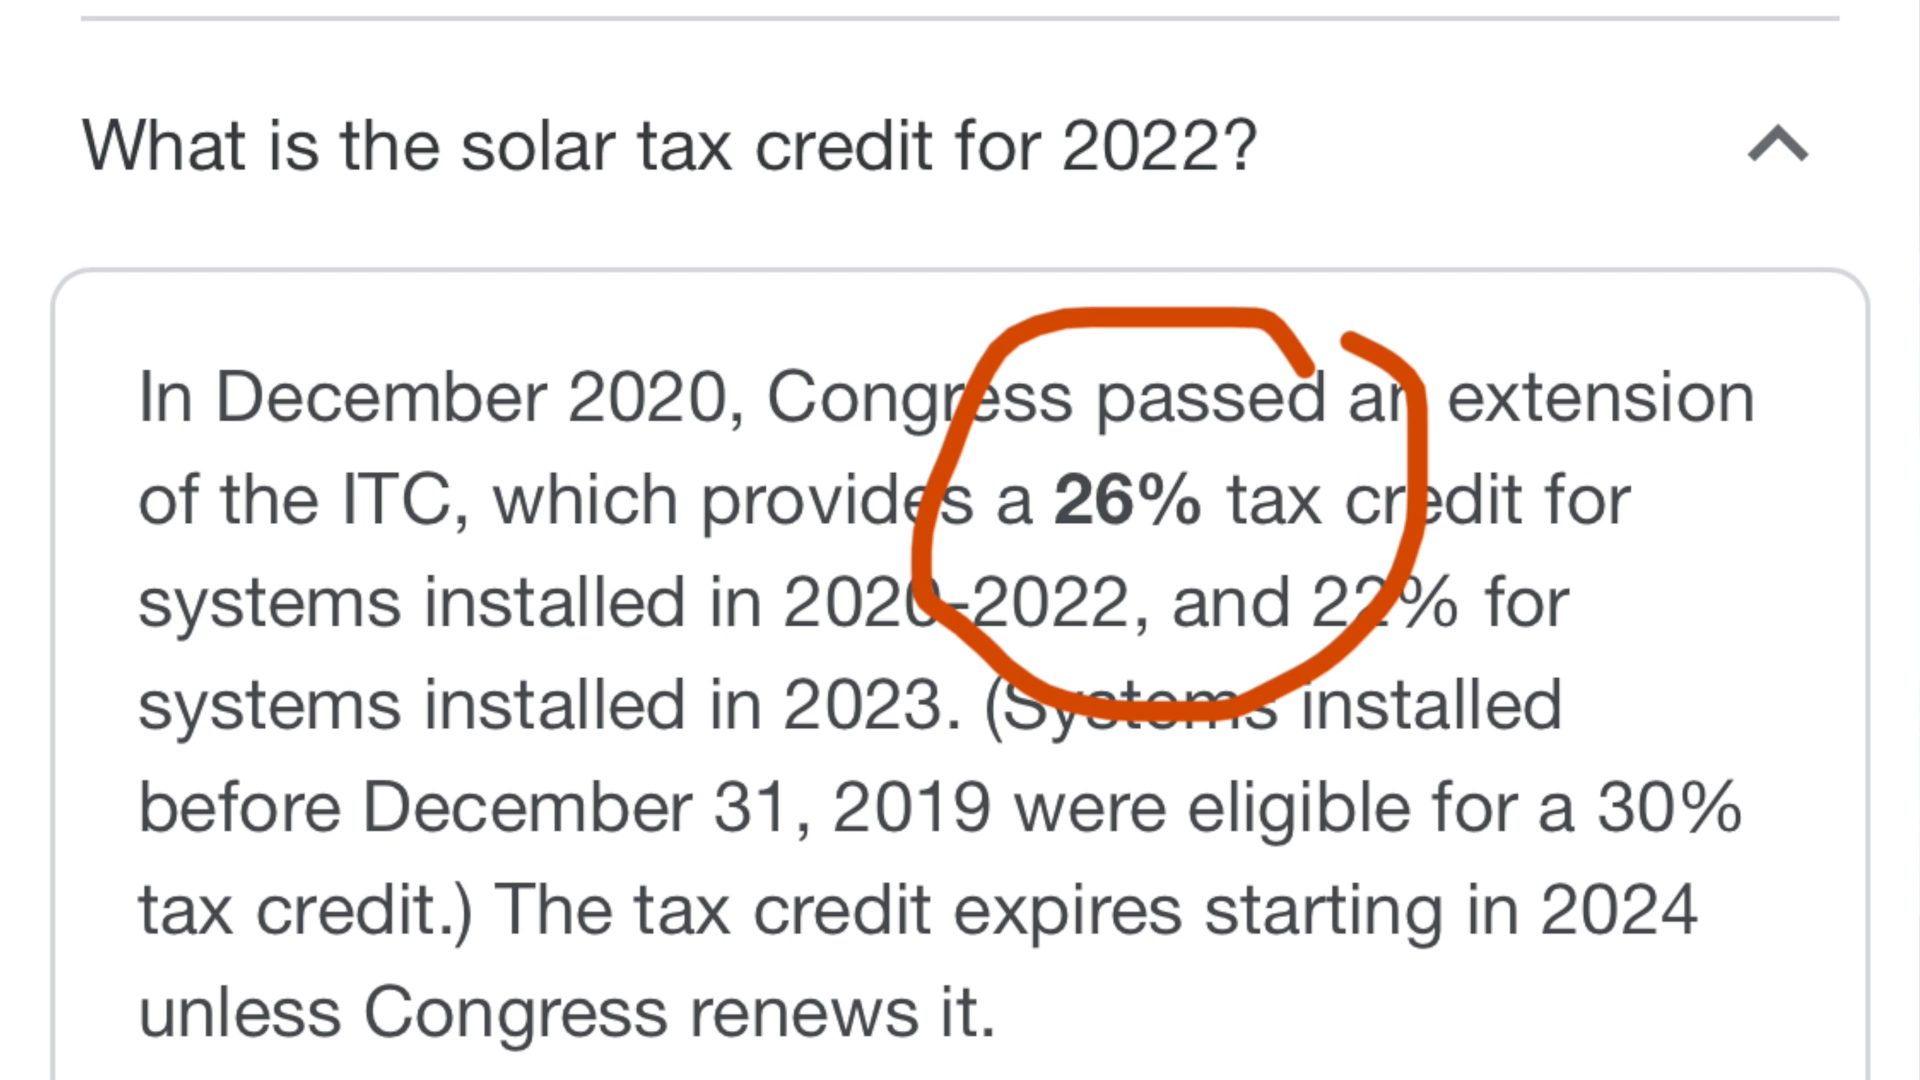 What is the solar tax credit for 2022?
In December 2020, Congress passed an extension
of the ITC, which provides a 26% tax credit for
systems installed in 2020-2022, and 22% for
systems installed in 2023. (Systems installed
before December 31, 2019 were eligible for a 30%
tax credit.) The tax credit expires starting in 2024
unless Congress renews it.